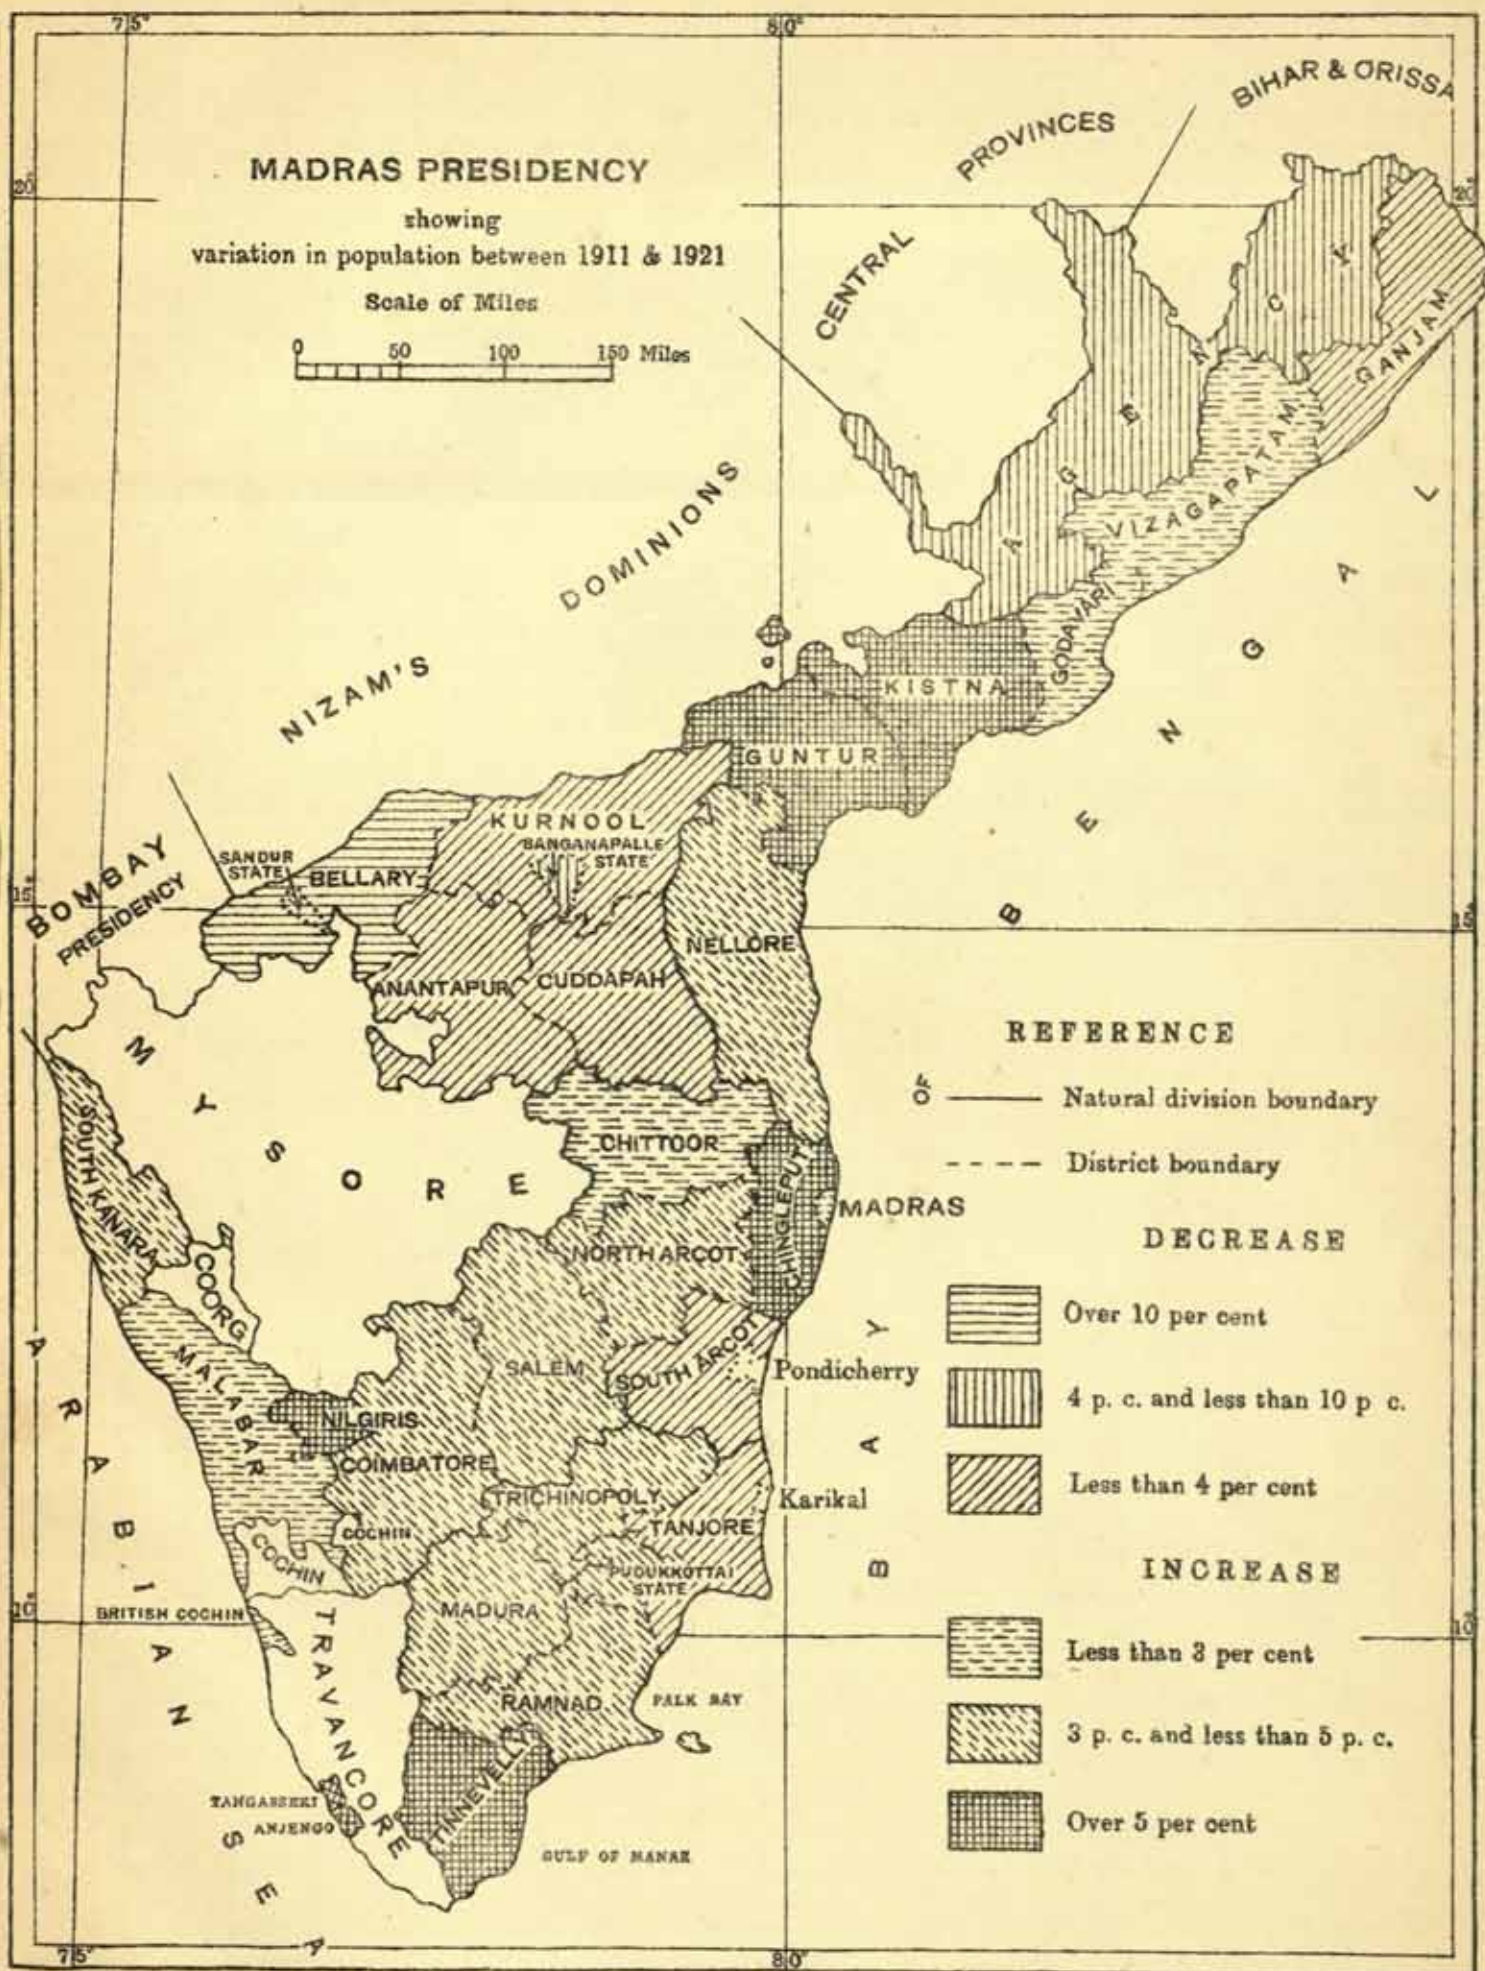 75°
80°
BIHAR & ORISSA
PROVINCES
CENTRAL
20°
20°
MADRAS PRESIDENCY
showing
variation in population between 1911 & 1921
Scale of Miles
0 50 100 150 Miles
AGENCY
GANJAM
VIZAGAPATAM
GODAVARI
NIZAM'S
DOMINIONS
KISTNA
GUNTUR
KURNOOL
BANGANAPALLE
STATE
SANDUR
STATE
BELLARY
BOMBAY
PRESIDENCY
15°
15°
NELLORE
ANANTAPUR
CUDDAPAH
MYSORE
CHITTOOR
CHINGLEPUT
MADRAS
SOUTH KANARA
NORTH ARCOT
COORG
SALEM
SOUTH ARCOT
Pondicherry
MALABAR
NILGIRIS
COIMBATORE
TRICHINOPOLY
Karikal
TANJORE
COCHIN
COCHIN
PUDUKKOTTAI
STATE
BRITISH COCHIN
10°
10°
MADURA
TRAVANCORE
RAMNAD
PALK BAY
TINNEVELLY
TANGASSERI
ANJENGO
GULF OF MANAR
ARABIAN SEA
BAY
OF
BENGAL
REFERENCE
Natural division boundary
District boundary
DECREASE
Over 10 per cent
4 p. c. and less than 10 p c.
Less than 4 per cent
INCREASE
Less than 3 per cent
3 p. c. and less than 5 p. c.
Over 5 per cent
75°
80°